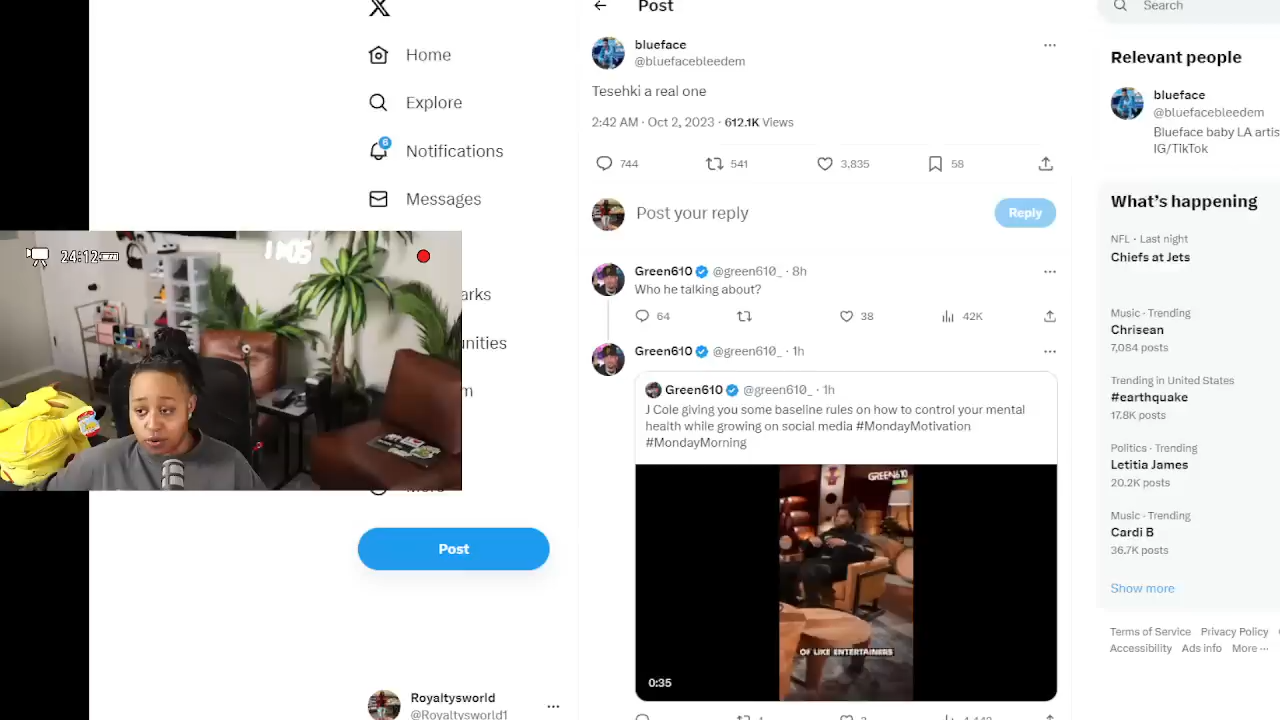 Post
Search
blueface
@bluefacebleedem
Tesehki a real one
2:42 AM · Oct 2, 2023 · 612.1K Views
744
541
3,835
58
Post your reply
Reply
Green610 @green610_ · 8h
Who he talking about?
64
38
42K
Green610 @green610_ · 1h
Green610 @green610_ · 1h
J Cole giving you some baseline rules on how to control your mental
health while growing on social media #MondayMotivation
#MondayMorning
GREEN610
OF LIKE ENTERTAINERS
0:35
Home
Explore
6
Notifications
Messages
arks
unities
m
24:12
11:05
Post
Royaltysworld
@Royaltysworld1
Relevant people
blueface
@bluefacebleedem
Blueface baby LA artis
IG/TikTok
What's happening
NFL · Last night
Chiefs at Jets
Music · Trending
Chrisean
7,084 posts
Trending in United States
#earthquake
17.8K posts
Politics · Trending
Letitia James
20.2K posts
Music · Trending
Cardi B
36.7K posts
Show more
Terms of Service Privacy Policy
Accessibility Ads info More ···